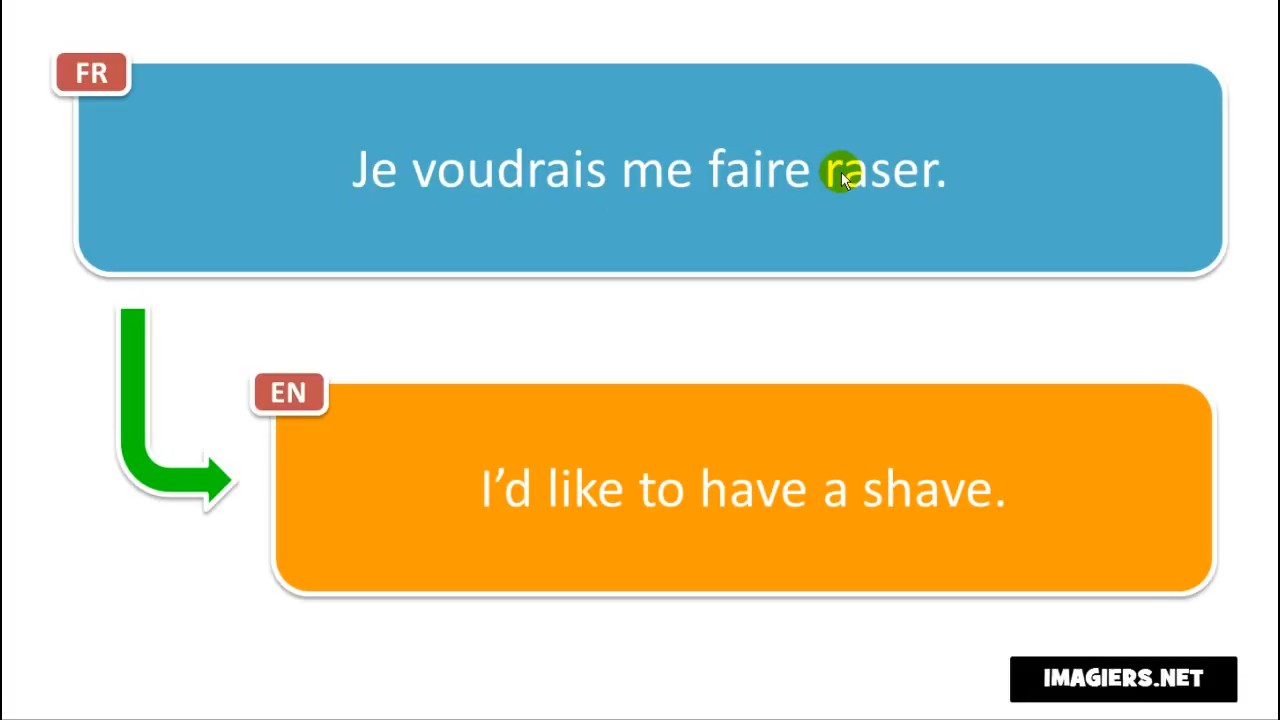 FR
Je voudrais me faire raser.
EN
I’d like to have a shave.
IMAGIERS.NET